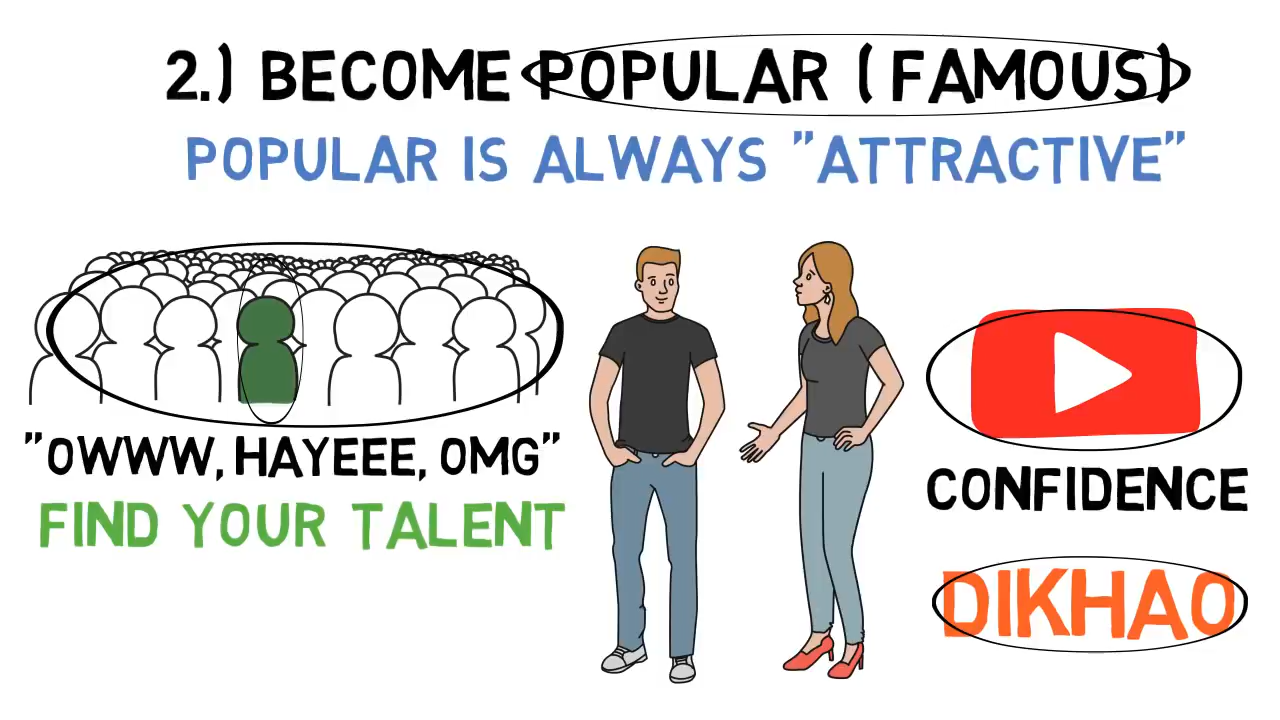 2.) BECOME POPULAR (FAMOUS)
POPULAR IS ALWAYS "ATTRACTIVE"
"OWWW, HAYEEE, OMG"
FIND YOUR TALENT
CONFIDENCE
DIKHAO